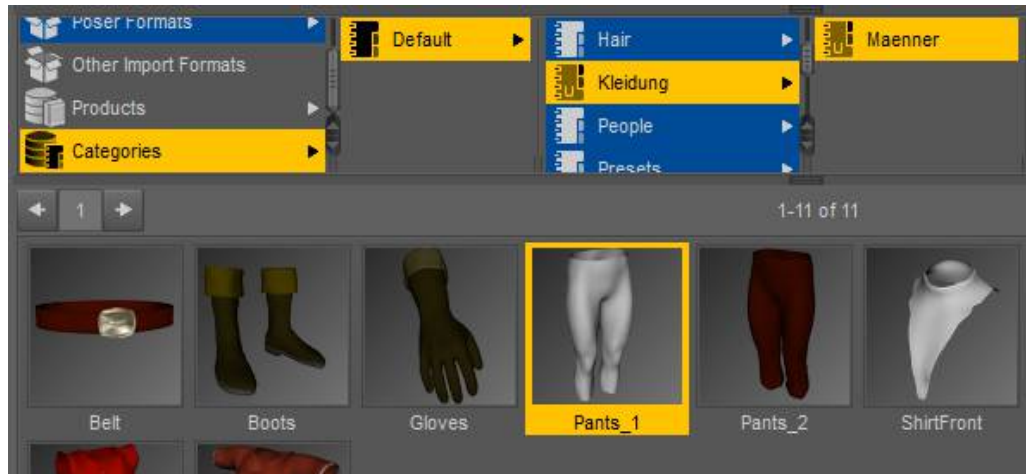 Poser Formats
Other Import Formats
Products
Categories
Default
Hair
Kleidung
People
Presets
Maenner
1
1-11 of 11
Belt
Boots
Gloves
Pants_1
Pants_2
ShirtFront